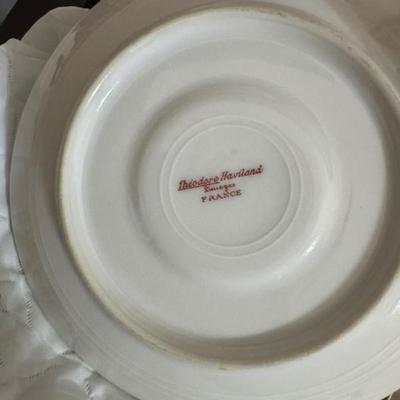 Théodore Haviland
Limoges
FRANCE